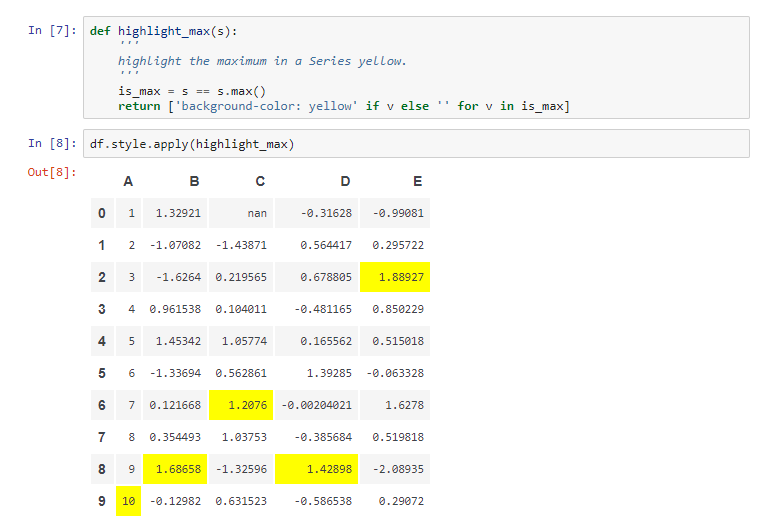 In [7]: def highlight_max(s):
'''
highlight the maximum in a Series yellow.
'''
is_max = s == s.max()
return ['background-color: yellow' if v else '' for v in is_max]
In [8]: df.style.apply(highlight_max)
Out[8]:
A B C D E
0 1 1.32921 nan -0.31628 -0.99081
1 2 -1.07082 -1.43871 0.564417 0.295722
2 3 -1.6264 0.219565 0.678805 1.88927
3 4 0.961538 0.104011 -0.481165 0.850229
4 5 1.45342 1.05774 0.165562 0.515018
5 6 -1.33694 0.562861 1.39285 -0.063328
6 7 0.121668 1.2076 -0.00204021 1.6278
7 8 0.354493 1.03753 -0.385684 0.519818
8 9 1.68658 -1.32596 1.42898 -2.08935
9 10 -0.12982 0.631523 -0.586538 0.29072